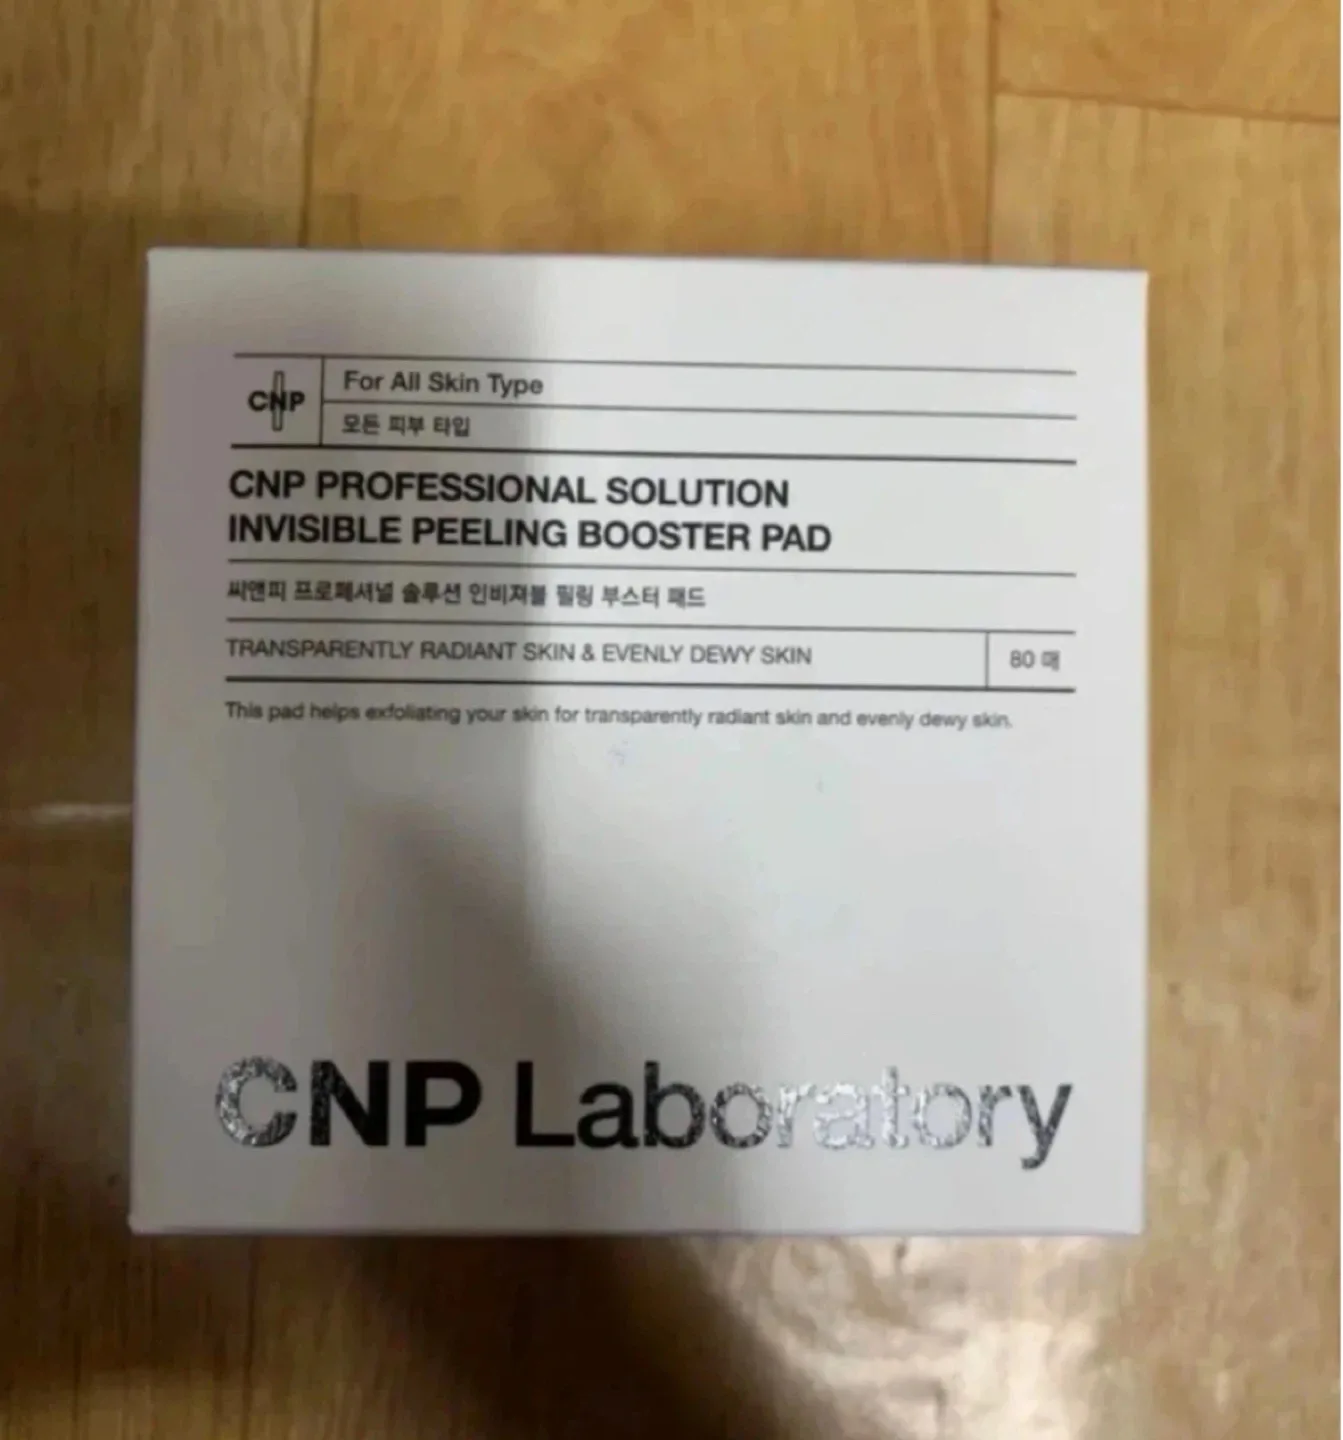 CNP
For All Skin Type
모든 피부 타입
CNP PROFESSIONAL SOLUTION
INVISIBLE PEELING BOOSTER PAD
씨앤피 프로페셔널 솔루션 인비져블 필링 부스터 패드
TRANSPARENTLY RADIANT SKIN & EVENLY DEWY SKIN
80 매
This pad helps exfoliating your skin for transparently radiant skin and evenly dewy skin.
CNP Laboratory